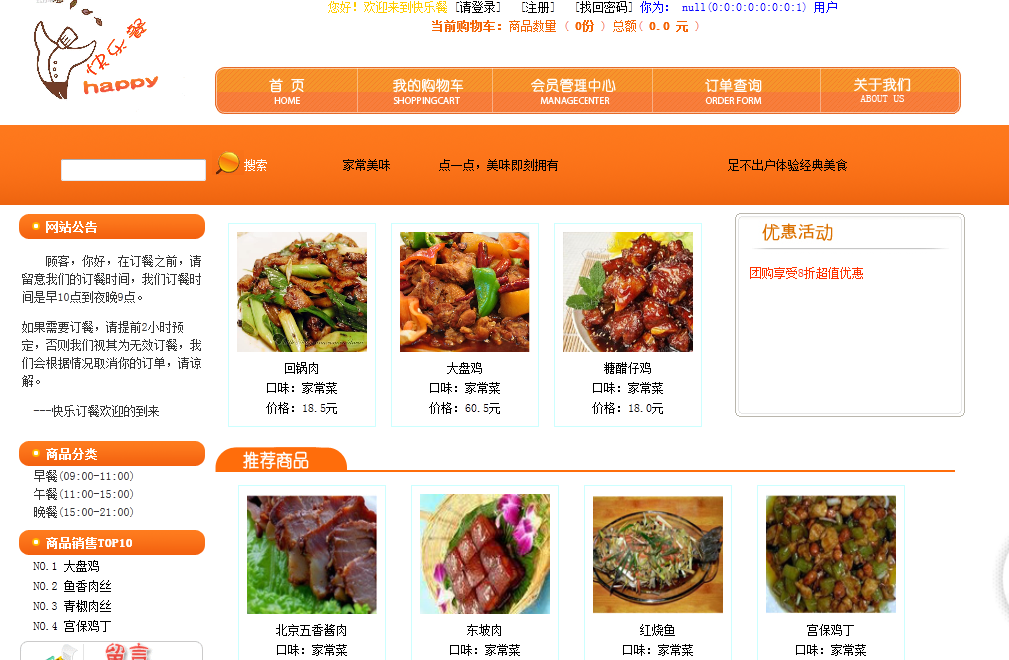 您好！欢迎来到快乐餐 [请登录] [注册] [找回密码] 你为： null(0:0:0:0:0:0:0:1) 用户
当前购物车：商品数量 ( 0份 ) 总额( 0.0 元 )
快乐餐
happy
首 页 我的购物车 会员管理中心 订单查询 关于我们
HOME SHOPPINGCART MANAGECENTER ORDER FORM ABOUT US
搜索 家常美味 点一点，美味即刻拥有 足不出户体验经典美食
网站公告
顾客，你好，在订餐之前，请
留意我们的订餐时间，我们订餐时
间是早10点到夜晚9点。
如果需要订餐，请提前2小时预
定，否则我们视其为无效订餐，我
们会根据情况取消你的订单，请谅
解。
---快乐订餐欢迎的到来
商品分类
早餐(09:00-11:00)
午餐(11:00-15:00)
晚餐(15:00-21:00)
商品销售TOP10
NO.1 大盘鸡
NO.2 鱼香肉丝
NO.3 青椒肉丝
NO.4 宫保鸡丁
留言
回锅肉
口味：家常菜
价格：18.5元
大盘鸡
口味：家常菜
价格：60.5元
糖醋仔鸡
口味：家常菜
价格：18.0元
优惠活动
团购享受8折超值优惠
推荐商品
北京五香酱肉
口味：家常菜
东坡肉
口味：家常菜
红烧鱼
口味：家常菜
宫保鸡丁
口味：家常菜